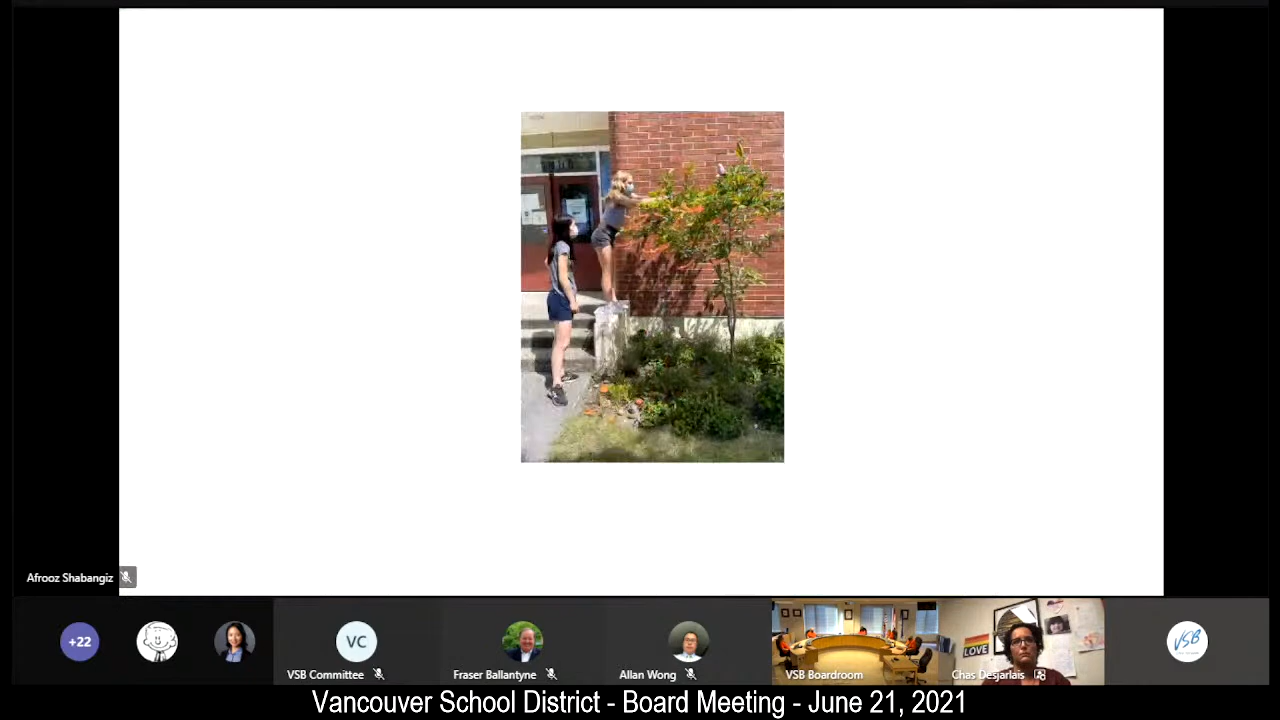 Afrooz Shabangiz
+22
VC
VSB Committee
Fraser Ballantyne
Allan Wong
VSB Boardroom
LOVE
Chas Desjarlais
VSB
Vancouver School District - Board Meeting - June 21, 2021